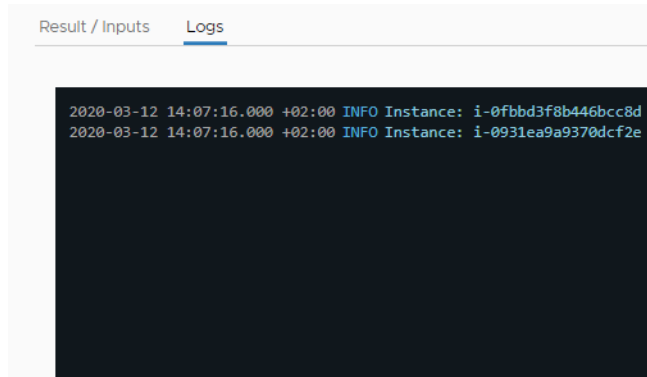 Result / Inputs Logs
2020-03-12 14:07:16.000 +02:00 INFO Instance: i-0fbbd3f8b446bcc8d
2020-03-12 14:07:16.000 +02:00 INFO Instance: i-0931ea9a9370dcf2e